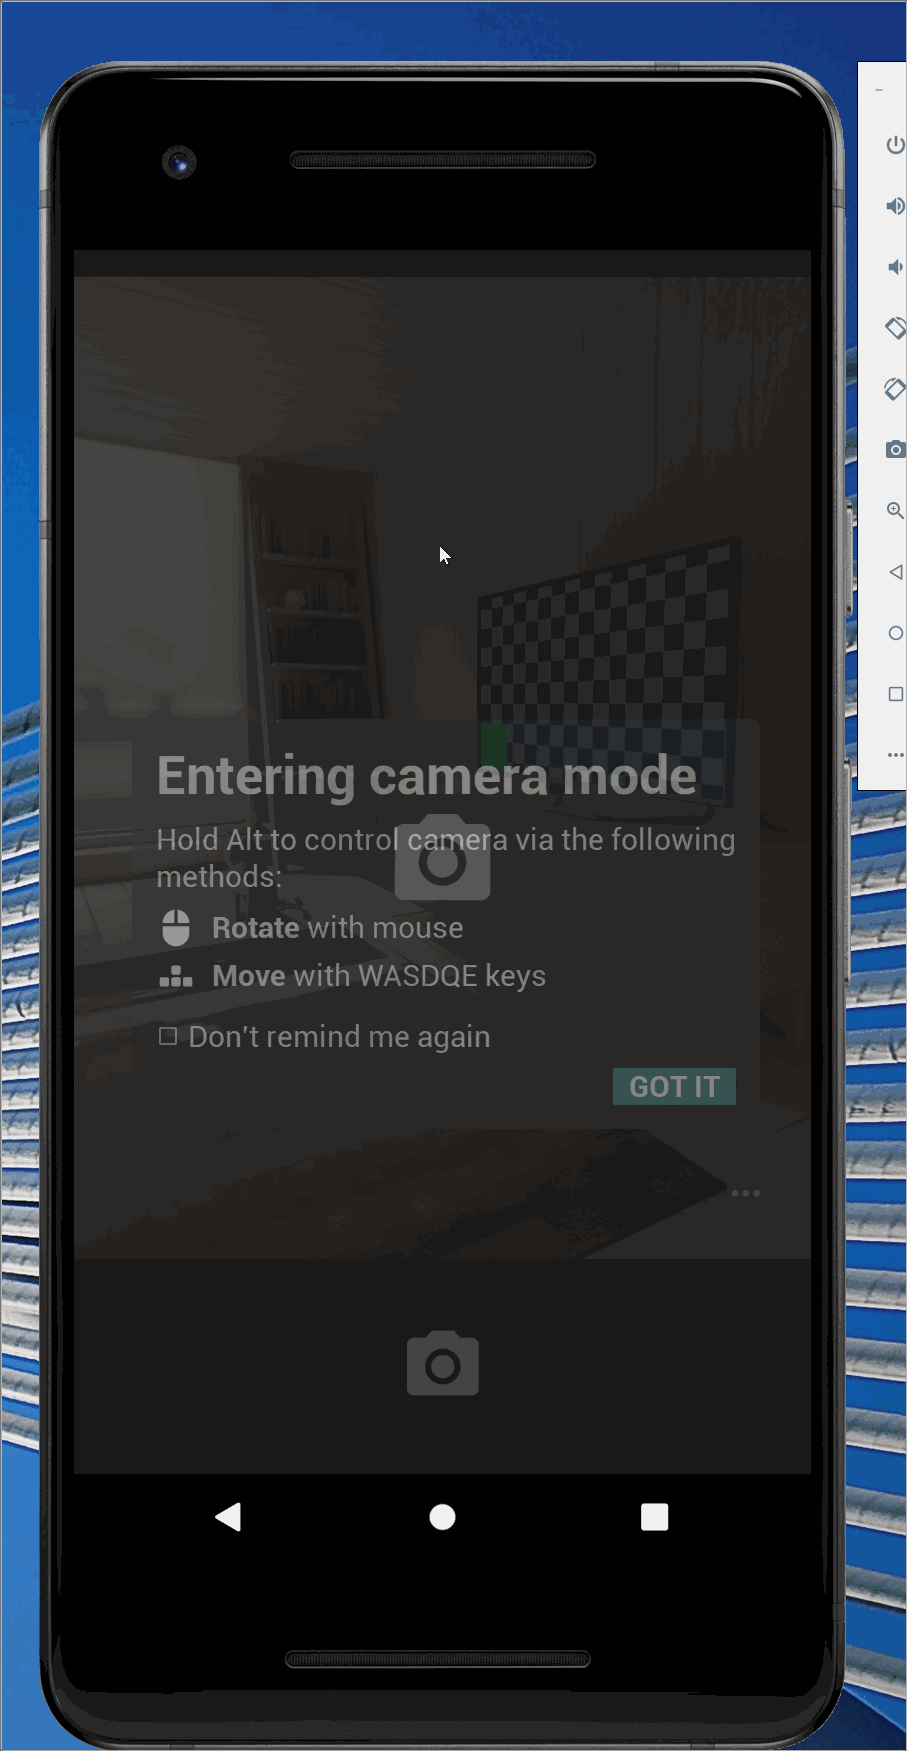 Entering camera mode
Hold Alt to control camera via the following
methods:
Rotate with mouse
Move with WASDQE keys
Don't remind me again
GOT IT